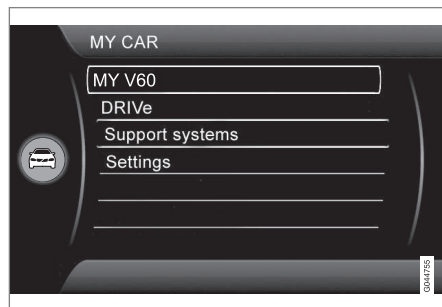 MY CAR
MY V60
DRIVe
Support systems
Settings
G044755